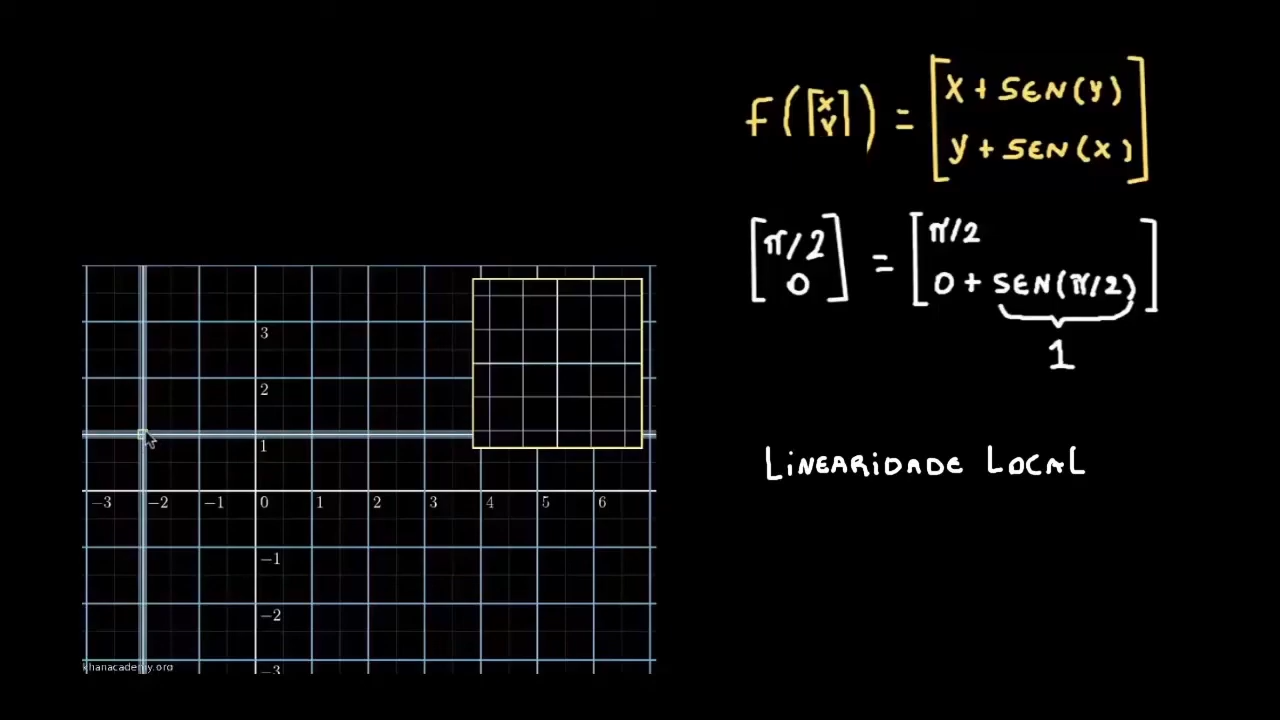 F([X Y]) = [X + SEN(Y)
Y + SEN(X)]
[π/2 0] = [π/2
0 + SEN(π/2)]
1
LINEARIDADE LOCAL
3
2
1
−3 −2 −1 0 1 2 3 4 5 6
−1
−2
−3
khanacademy.org